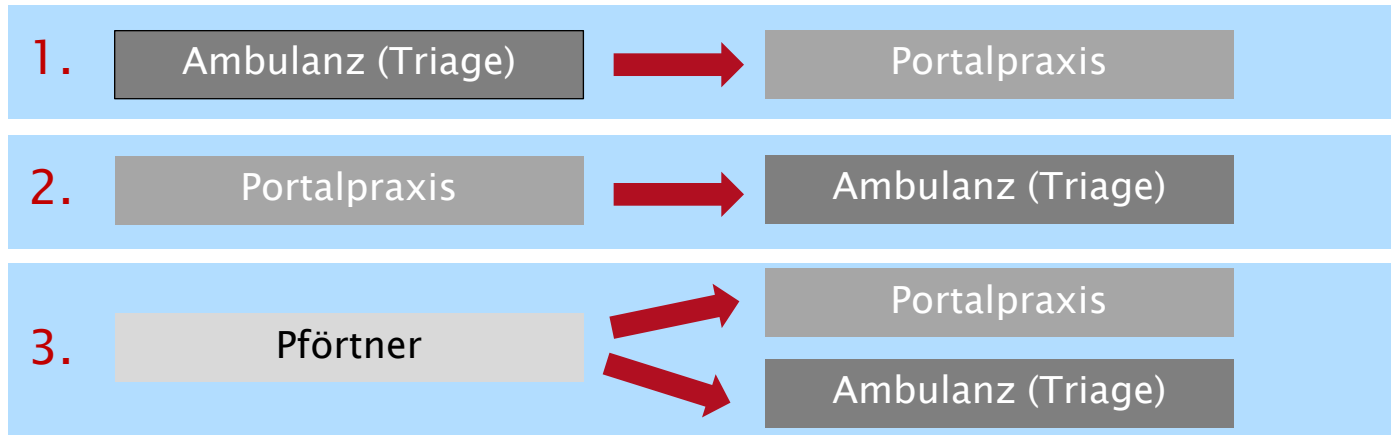 1. Ambulanz (Triage) Portalpraxis
2. Portalpraxis Ambulanz (Triage)
3. Pförtner Portalpraxis
Ambulanz (Triage)